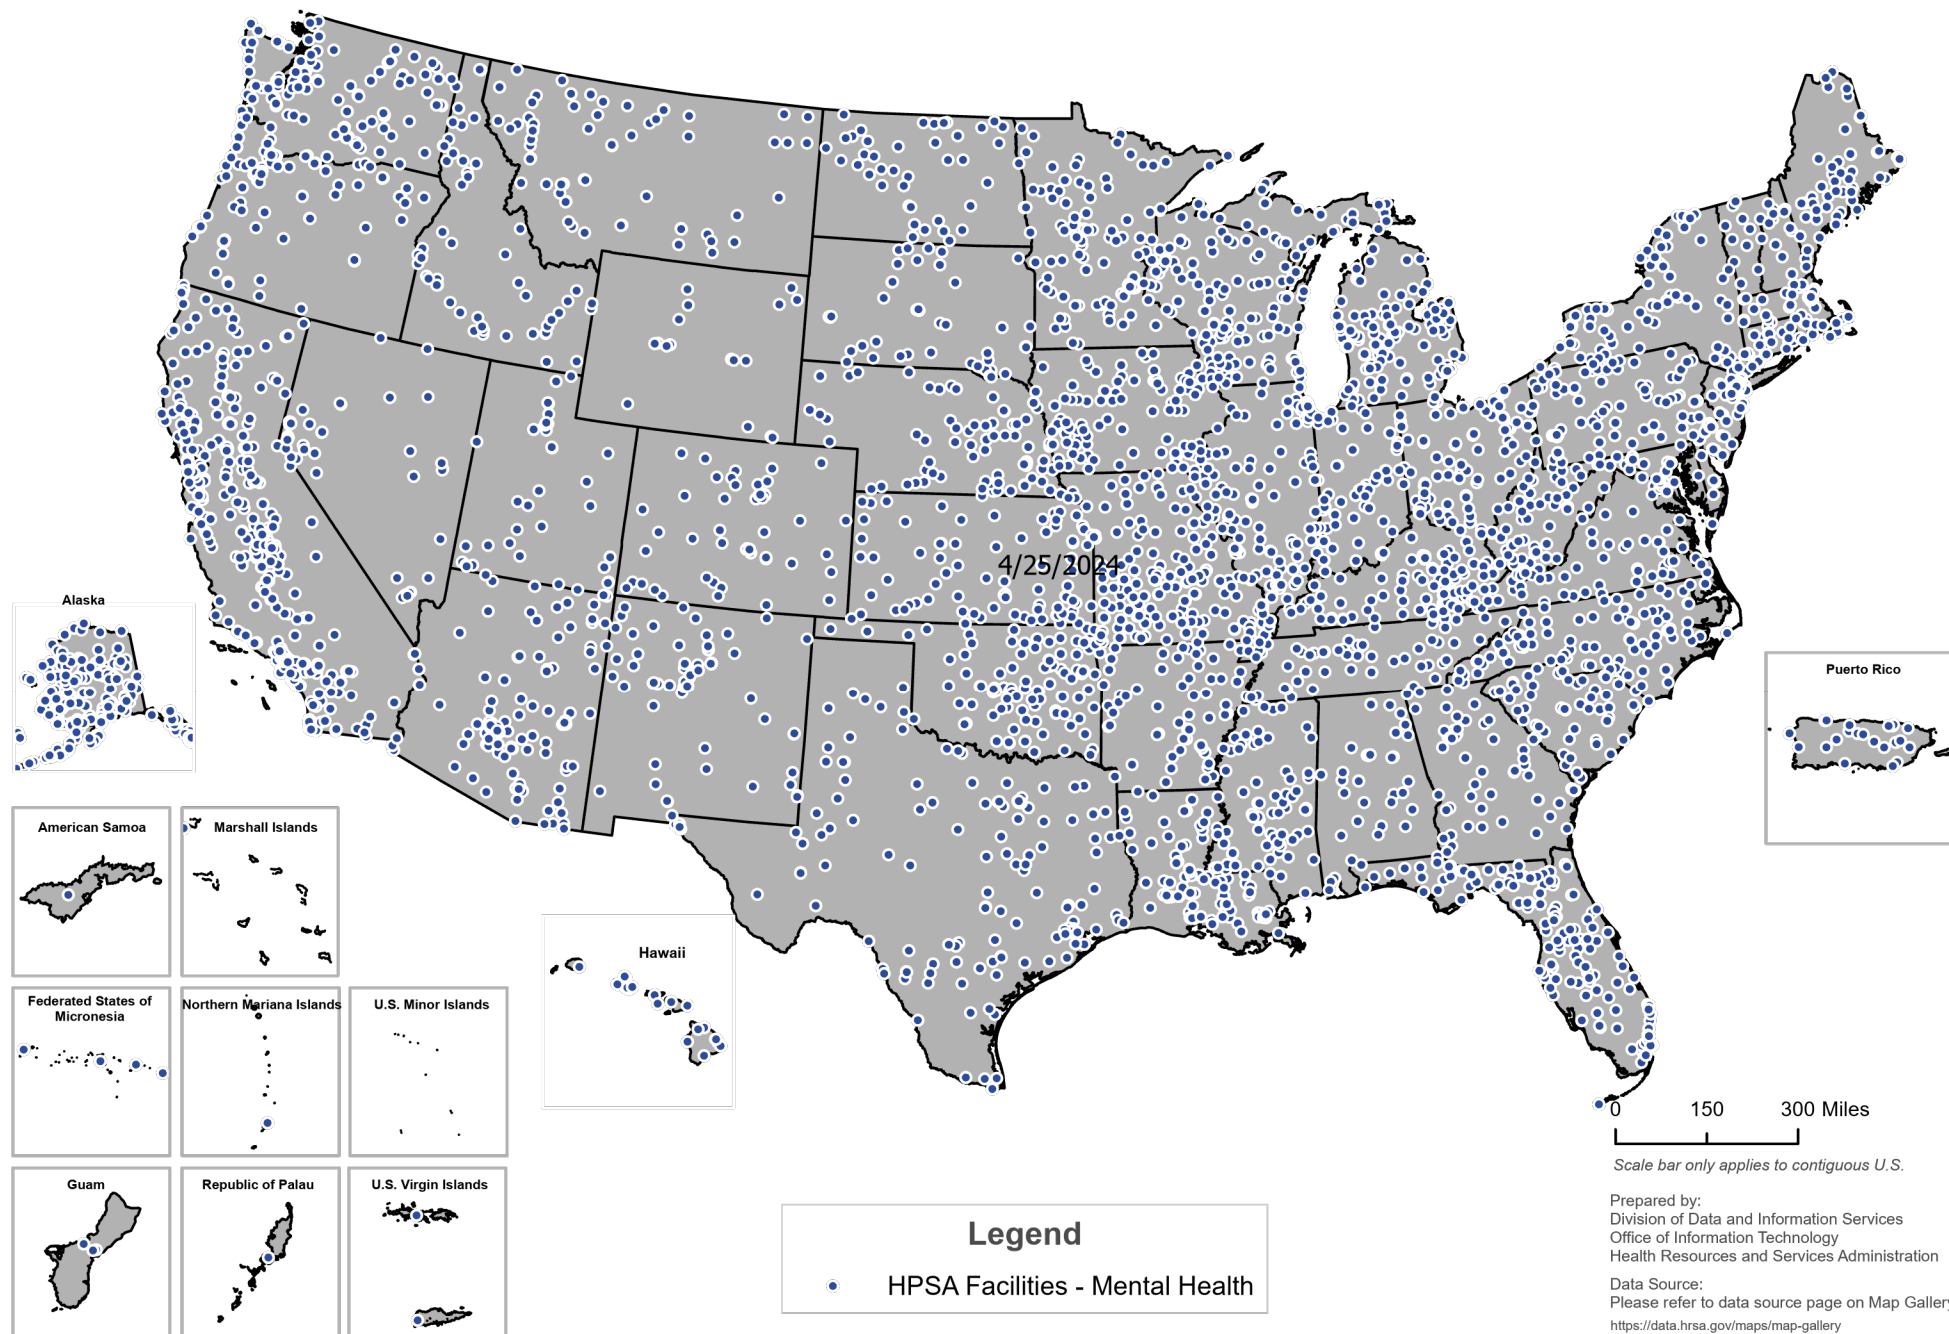 4/25/2024
Alaska
Puerto Rico
American Samoa
Marshall Islands
Hawaii
Federated States of
Micronesia
Northern Mariana Islands
U.S. Minor Islands
Guam
Republic of Palau
U.S. Virgin Islands
0 150 300 Miles
Scale bar only applies to contiguous U.S.
Legend
HPSA Facilities - Mental Health
Prepared by:
Division of Data and Information Services
Office of Information Technology
Health Resources and Services Administration
Data Source:
Please refer to data source page on Map Gallery
https://data.hrsa.gov/maps/map-gallery